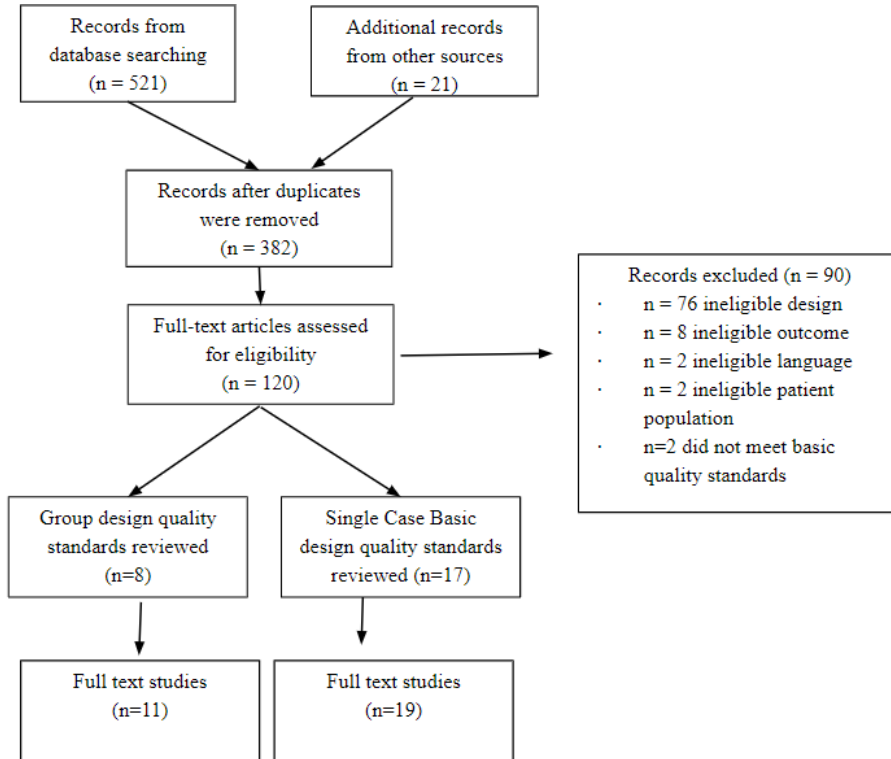 Records from
database searching
(n = 521)
Additional records
from other sources
(n = 21)
Records after duplicates
were removed
(n = 382)
Full-text articles assessed
for eligibility
(n = 120)
Records excluded (n = 90)
· n = 76 ineligible design
· n = 8 ineligible outcome
· n = 2 ineligible language
· n = 2 ineligible patient
population
· n=2 did not meet basic
quality standards
Group design quality
standards reviewed
(n=8)
Single Case Basic
design quality standards
reviewed (n=17)
Full text studies
(n=11)
Full text studies
(n=19)